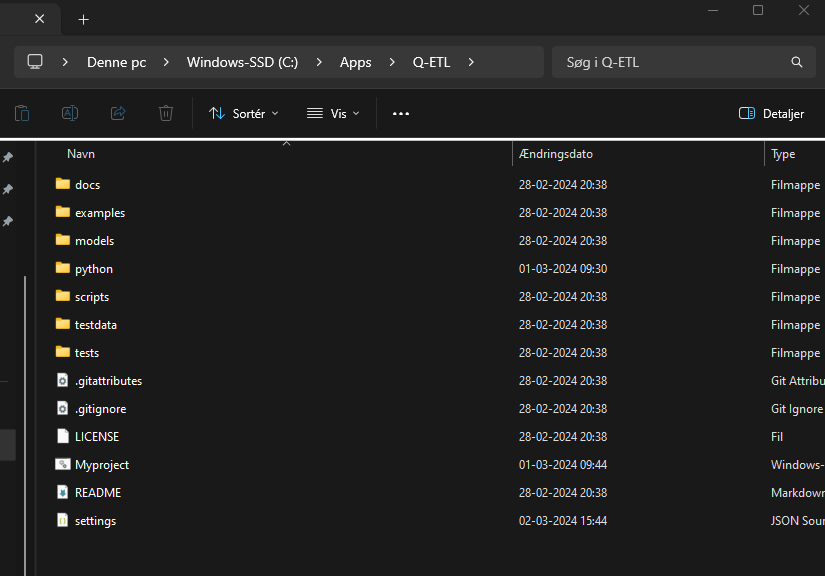 Denne pc > Windows-SSD (C:) > Apps > Q-ETL >
Søg i Q-ETL
Sortér
Vis
Detaljer
Navn Ændringsdato Type
docs 28-02-2024 20:38 Filmappe
examples 28-02-2024 20:38 Filmappe
models 28-02-2024 20:38 Filmappe
python 01-03-2024 09:30 Filmappe
scripts 28-02-2024 20:38 Filmappe
testdata 28-02-2024 20:38 Filmappe
tests 28-02-2024 20:38 Filmappe
.gitattributes 28-02-2024 20:38 Git Attribu
.gitignore 28-02-2024 20:38 Git Ignore
LICENSE 28-02-2024 20:38 Fil
Myproject 01-03-2024 09:44 Windows-
README 28-02-2024 20:38 Markdown
settings 02-03-2024 15:44 JSON Sour